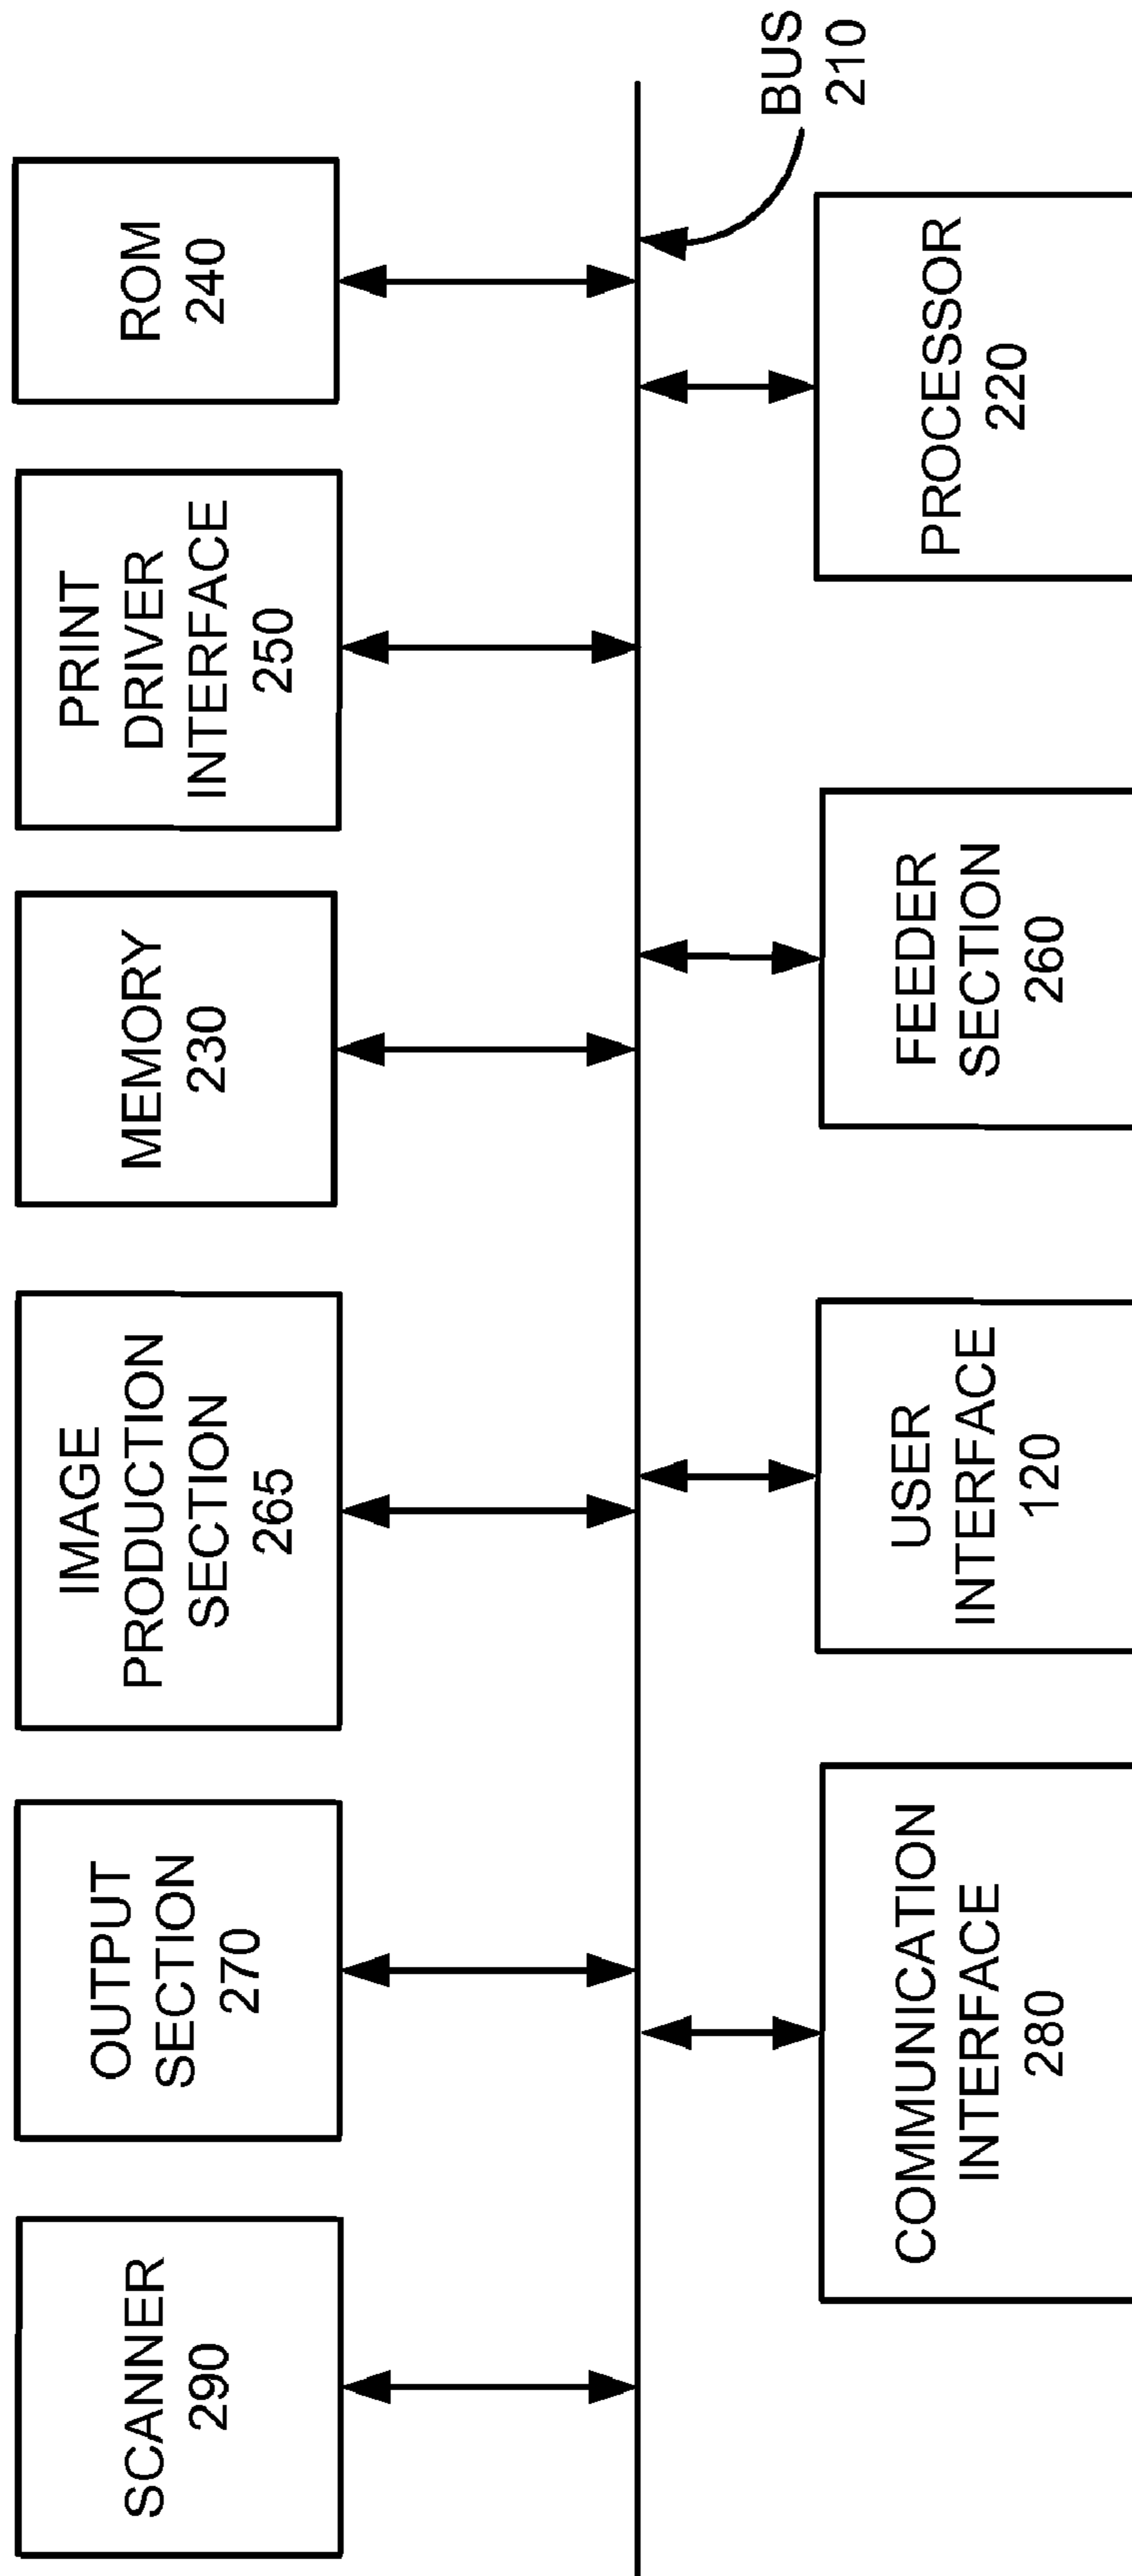 SCANNER
290
OUTPUT
SECTION
270
IMAGE
PRODUCTION
SECTION
265
MEMORY
230
PRINT
DRIVER
INTERFACE
250
ROM
240
BUS
210
COMMUNICATION
INTERFACE
280
USER
INTERFACE
120
FEEDER
SECTION
260
PROCESSOR
220